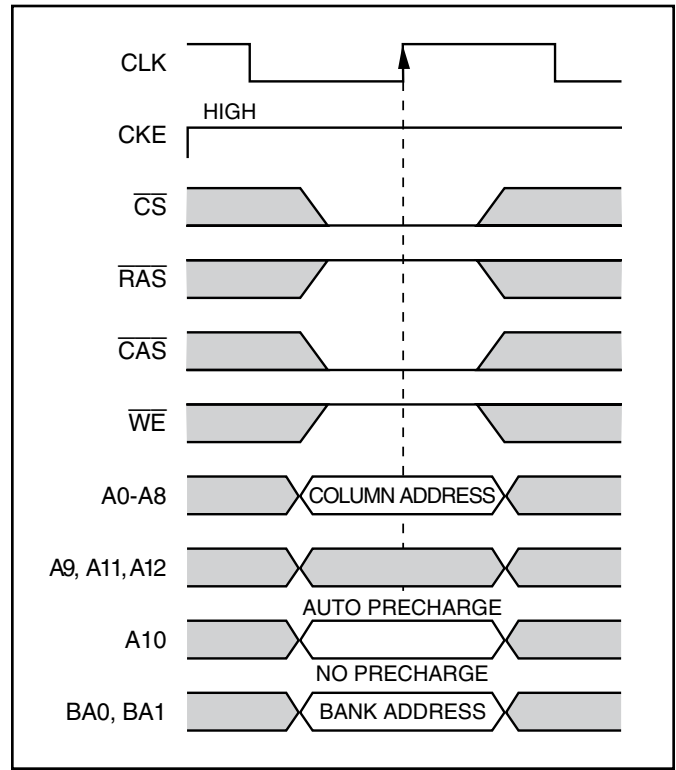 CLK
HIGH
CKE
CS
RAS
CAS
WE
A0-A8 COLUMN ADDRESS
A9, A11, A12
AUTO PRECHARGE
A10
NO PRECHARGE
BA0, BA1 BANK ADDRESS